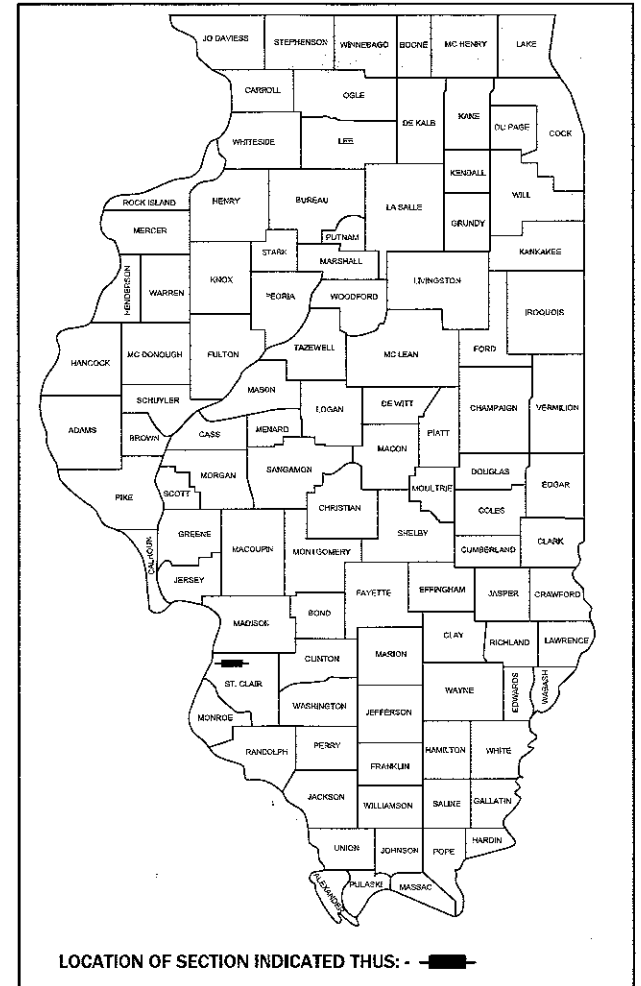 JO DAVIESS STEPHENSON WINNEBAGO BOONE MC HENRY LAKE
CARROLL OGLE DE KALB KANE DU PAGE COOK
WHITESIDE LEE
KENDALL WILL
ROCK ISLAND HENRY BUREAU LA SALLE
MERCER PUTNAM GRUNDY
STARK MARSHALL KANKAKEE
HENDERSON WARREN KNOX PEORIA WOODFORD LIVINGSTON
IROQUOIS
HANCOCK MC DONOUGH FULTON TAZEWELL MC LEAN FORD
SCHUYLER MASON LOGAN DE WITT CHAMPAIGN VERMILION
ADAMS BROWN CASS MENARD PIATT
MACON
MORGAN SANGAMON DOUGLAS
PIKE SCOTT CHRISTIAN MOULTRIE COLES EDGAR
CALHOUN GREENE MACOUPIN MONTGOMERY SHELBY CUMBERLAND CLARK
JERSEY FAYETTE EFFINGHAM JASPER CRAWFORD
MADISON BOND
CLAY RICHLAND LAWRENCE
CLINTON MARION
ST. CLAIR WAYNE EDWARDS WABASH
MONROE WASHINGTON JEFFERSON
RANDOLPH PERRY HAMILTON WHITE
FRANKLIN
JACKSON WILLIAMSON SALINE GALLATIN
UNION JOHNSON POPE HARDIN
ALEXANDER PULASKI MASSAC
LOCATION OF SECTION INDICATED THUS: -